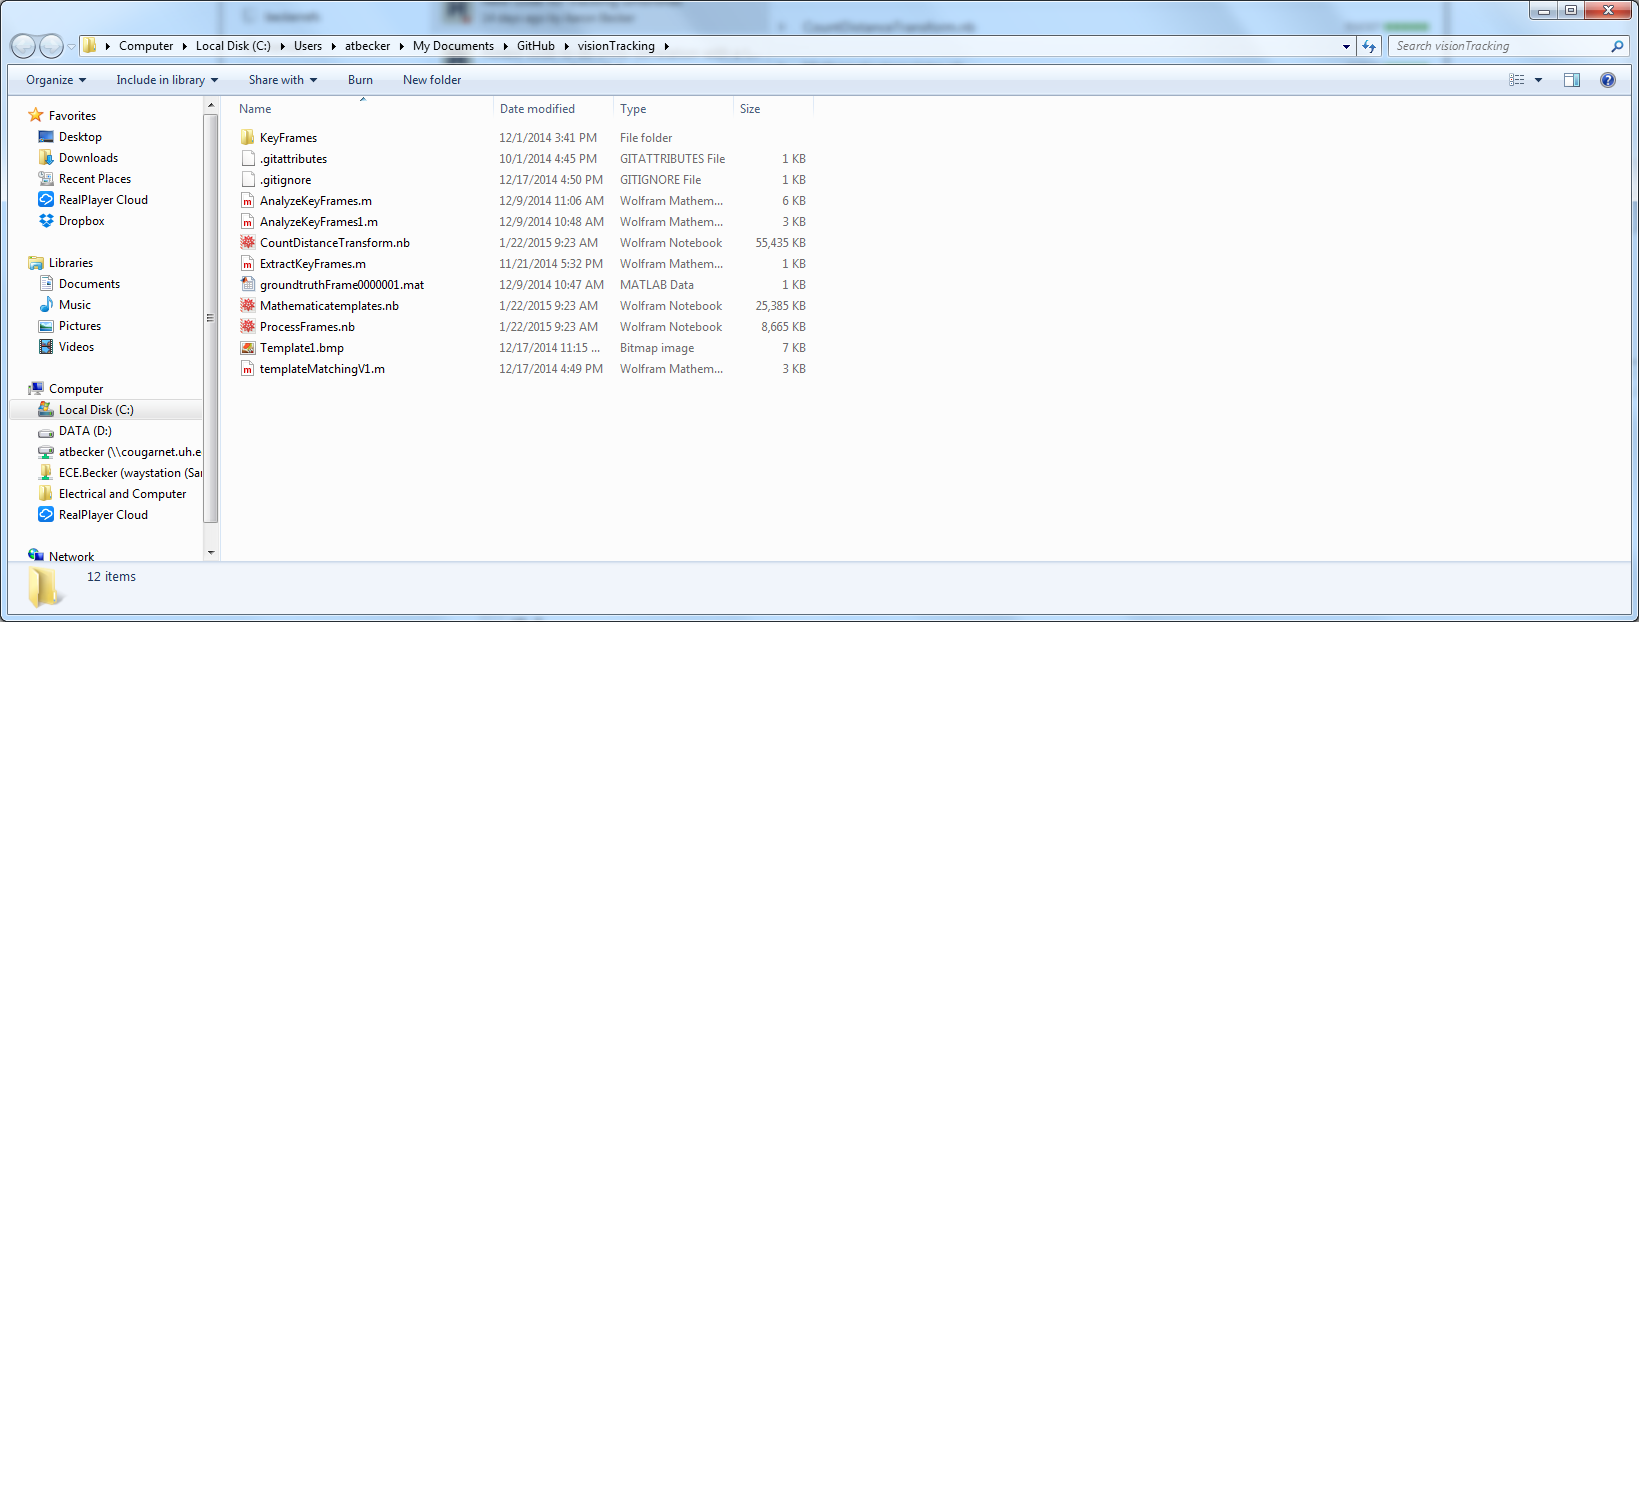 CountDistanceTransform.nb
Computer Local Disk (C:) Users atbecker My Documents GitHub visionTracking
Search visionTracking
Organize Include in library Share with Burn New folder
Name Date modified Type Size
Favorites
Desktop
Downloads
Recent Places
RealPlayer Cloud
Dropbox
Libraries
Documents
Music
Pictures
Videos
Computer
Local Disk (C:)
DATA (D:)
atbecker (\\cougarnet.uh.e
ECE.Becker (waystation (Sar
Electrical and Computer
RealPlayer Cloud
Network
KeyFrames 12/1/2014 3:41 PM File folder
.gitattributes 10/1/2014 4:45 PM GITATTRIBUTES File 1 KB
.gitignore 12/17/2014 4:50 PM GITIGNORE File 1 KB
AnalyzeKeyFrames.m 12/9/2014 11:06 AM Wolfram Mathem... 6 KB
AnalyzeKeyFrames1.m 12/9/2014 10:48 AM Wolfram Mathem... 3 KB
CountDistanceTransform.nb 1/22/2015 9:23 AM Wolfram Notebook 55,435 KB
ExtractKeyFrames.m 11/21/2014 5:32 PM Wolfram Mathem... 1 KB
groundtruthFrame0000001.mat 12/9/2014 10:47 AM MATLAB Data 1 KB
Mathematicatemplates.nb 1/22/2015 9:23 AM Wolfram Notebook 25,385 KB
ProcessFrames.nb 1/22/2015 9:23 AM Wolfram Notebook 8,665 KB
Template1.bmp 12/17/2014 11:15 ... Bitmap image 7 KB
templateMatchingV1.m 12/17/2014 4:49 PM Wolfram Mathem... 3 KB
12 items